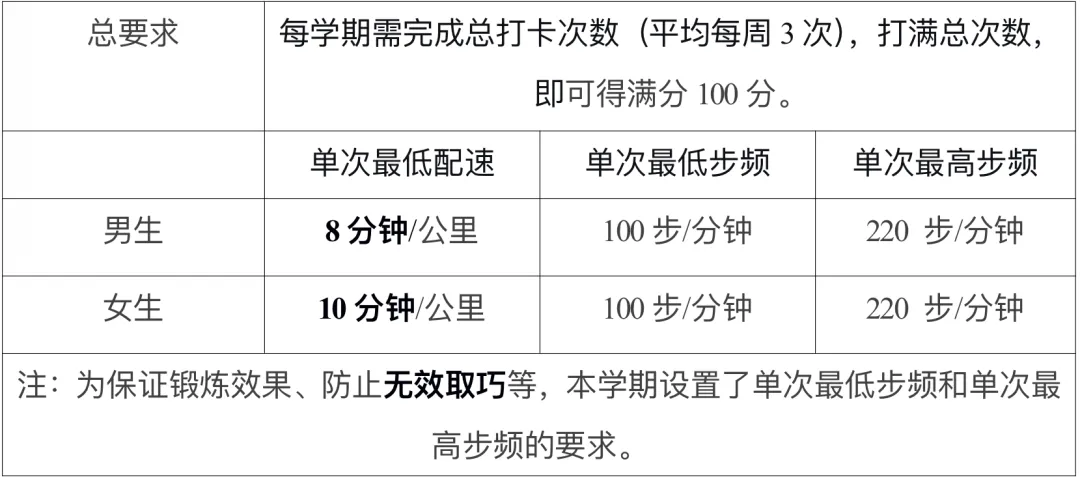 总要求
每学期需完成总打卡次数（平均每周 3 次），打满总次数，
即可得满分 100 分。
单次最低配速 单次最低步频 单次最高步频
男生 8 分钟/公里 100 步/分钟 220 步/分钟
女生 10 分钟/公里 100 步/分钟 220 步/分钟
注：为保证锻炼效果、防止无效取巧等，本学期设置了单次最低步频和单次最
高步频的要求。